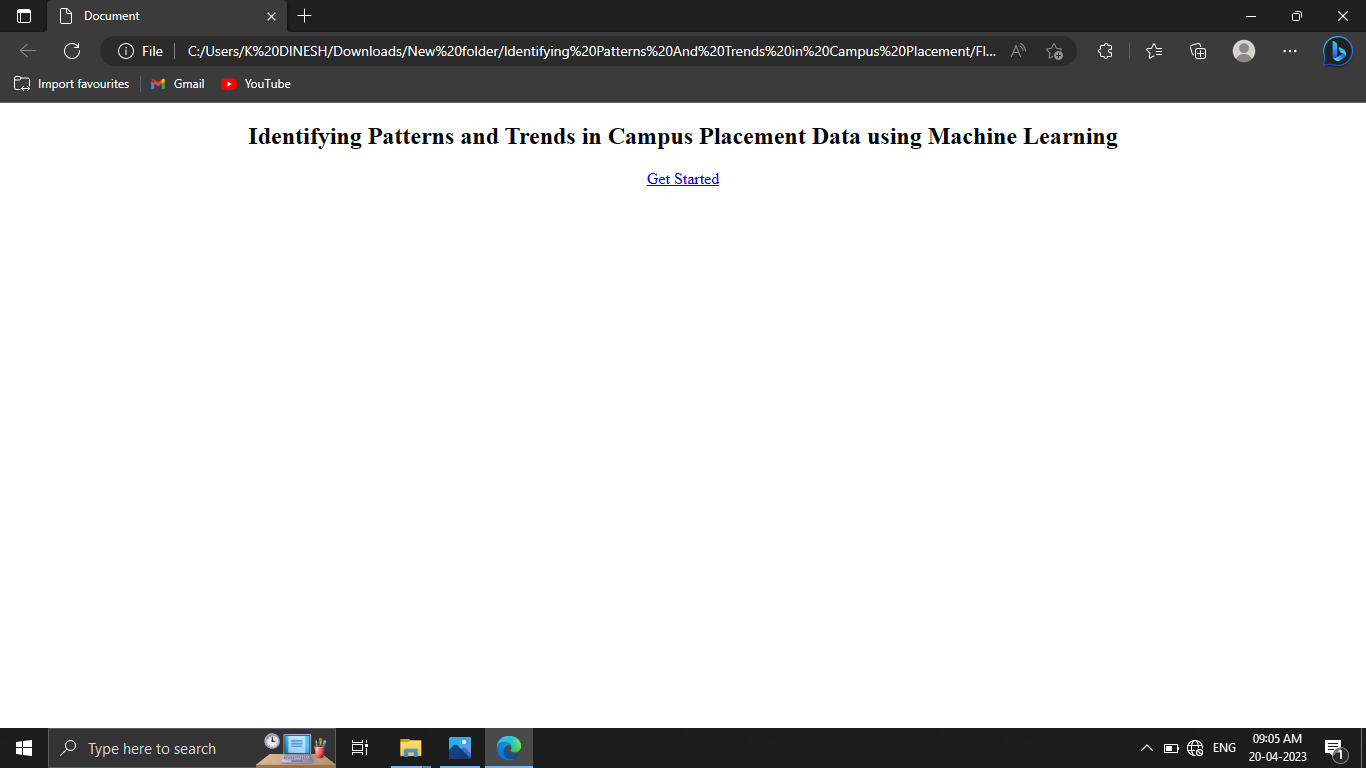 Document
File
C:/Users/K%20DINESH/Downloads/New%20folder/Identifying%20Patterns%20And%20Trends%20in%20Campus%20Placement/Fl...
Import favourites
Gmail
YouTube
Identifying Patterns and Trends in Campus Placement Data using Machine Learning
Get Started
Type here to search
ENG
09:05 AM
20-04-2023
1